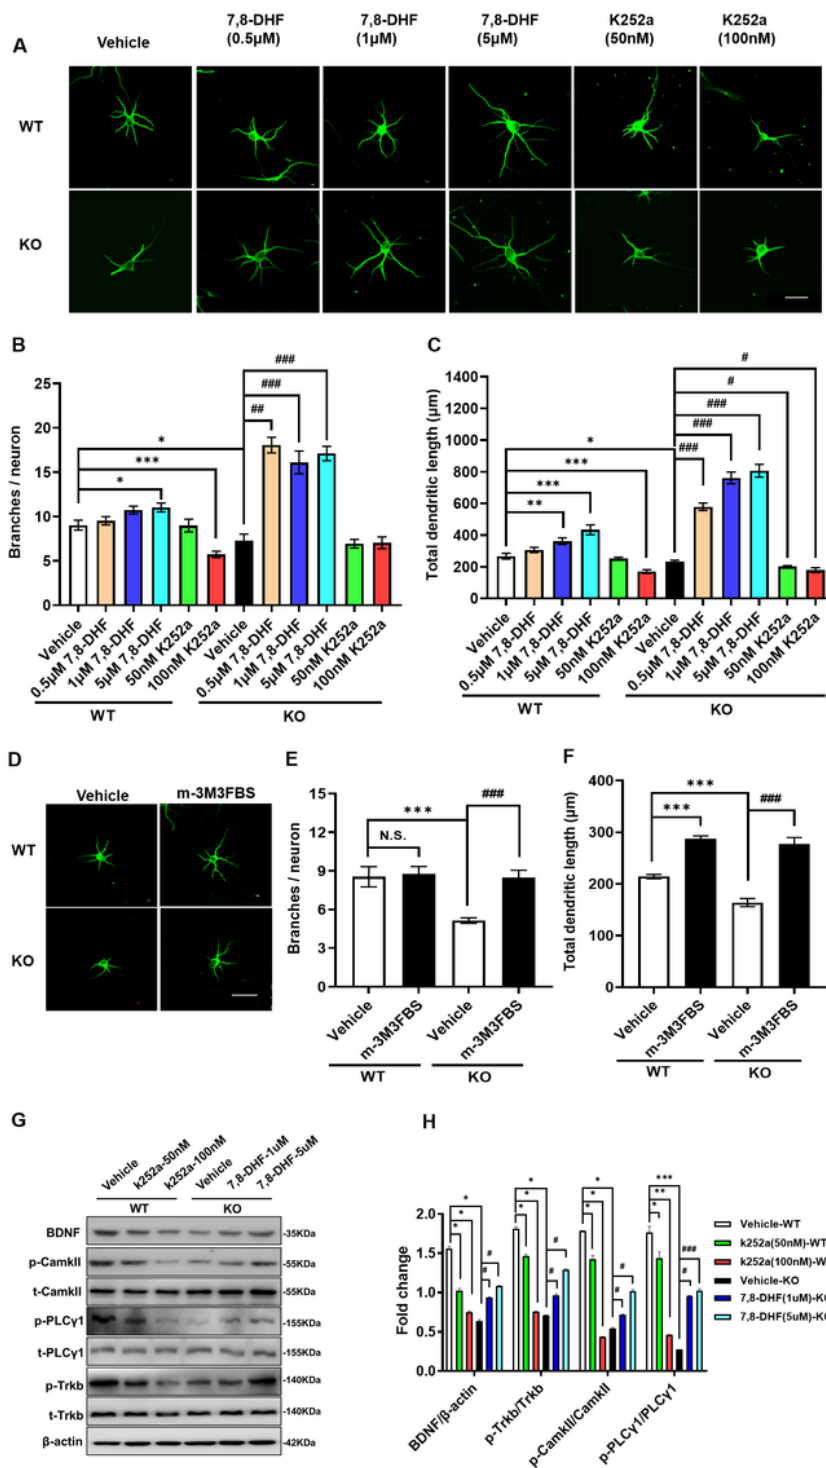 A
Vehicle
7,8-DHF
(0.5μM)
7,8-DHF
(1μM)
7,8-DHF
(5μM)
K252a
(50nM)
K252a
(100nM)
WT
KO
B
Branches / neuron
25
20
15
10
5
0
*
***
*
##
###
###
Vehicle
0.5μM 7,8-DHF
1μM 7,8-DHF
5μM 7,8-DHF
50nM K252a
100nM K252a
Vehicle
0.5μM 7,8-DHF
1μM 7,8-DHF
5μM 7,8-DHF
50nM K252a
100nM K252a
WT
KO
C
Total dendritic length (μm)
1400
1200
1000
800
600
400
200
0
*
***
***
**
#
#
###
###
###
Vehicle
0.5μM 7,8-DHF
1μM 7,8-DHF
5μM 7,8-DHF
50nM K252a
100nM K252a
Vehicle
0.5μM 7,8-DHF
1μM 7,8-DHF
5μM 7,8-DHF
50nM K252a
100nM K252a
WT
KO
D
Vehicle
m-3M3FBS
WT
KO
E
Branches / neuron
15
12
9
6
3
0
***
N.S.
###
Vehicle
m-3M3FBS
Vehicle
m-3M3FBS
WT
KO
F
Total dendritic length (μm)
400
300
200
100
0
***
***
###
Vehicle
m-3M3FBS
Vehicle
m-3M3FBS
WT
KO
G
Vehicle
k252a-50nM
k252a-100nM
Vehicle
7,8-DHF-1uM
7,8-DHF-5uM
WT
KO
BDNF
-35KDa
p-CamkII
-55KDa
t-CamkII
-55KDa
p-PLCγ1
-155KDa
t-PLCγ1
-155KDa
p-Trkb
-140KDa
t-Trkb
-140KDa
β-actin
-42KDa
H
Fold change
2.0
1.5
1.0
0.5
0.0
*
*
*
#
#
*
*
*
#
#
*
*
*
#
#
***
**
*
###
#
BDNF/β-actin
p-Trkb/Trkb
p-CamkII/CamkII
p-PLCγ1/PLCγ1
Vehicle-WT
k252a(50nM)-WT
k252a(100nM)-W
Vehicle-KO
7,8-DHF(1uM)-K
7,8-DHF(5uM)-K